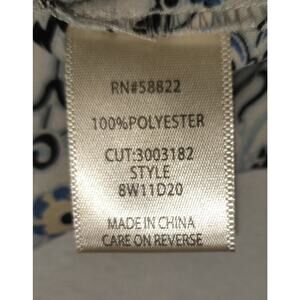 RN#58822
100%POLYESTER
CUT:3003182
STYLE
8W11D20
MADE IN CHINA
CARE ON REVERSE